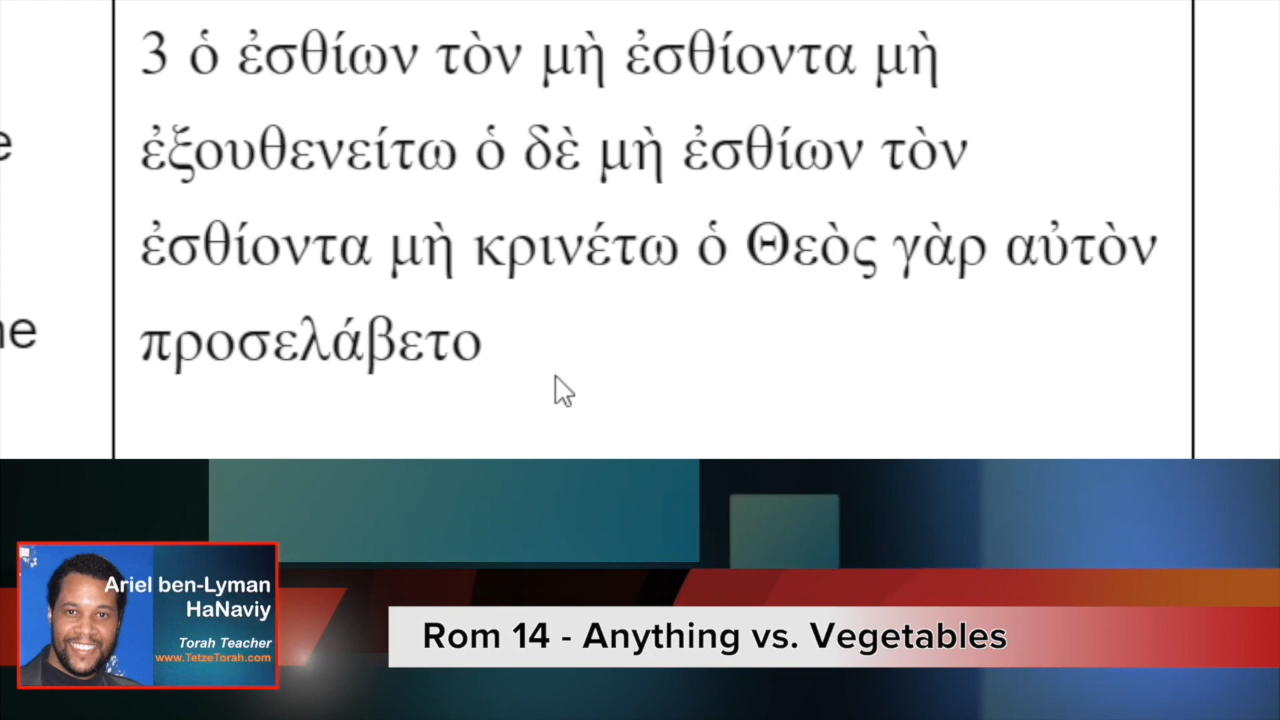 3 ὁ ἐσθίων τὸν μὴ ἐσθίοντα μὴ
ἐξουθενείτω ὁ δὲ μὴ ἐσθίων τὸν
ἐσθίοντα μὴ κρινέτω ὁ Θεὸς γὰρ αὐτὸν
προσελάβετο
Ariel ben-Lyman
HaNaviy
Torah Teacher
www.TetzeTorah.com
Rom 14 - Anything vs. Vegetables